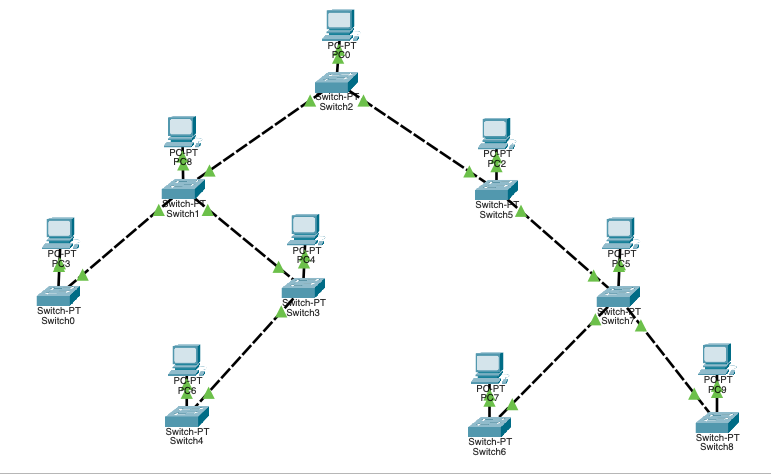 PC-PT
PC0
Switch-PT
Switch2
PC-PT
PC8
Switch-PT
Switch1
PC-PT
PC2
Switch-PT
Switch5
PC-PT
PC3
Switch-PT
Switch0
PC-PT
PC4
Switch-PT
Switch3
PC-PT
PC5
Switch-PT
Switch7
PC-PT
PC6
Switch-PT
Switch4
PC-PT
PC7
Switch-PT
Switch6
PC-PT
PC9
Switch-PT
Switch8